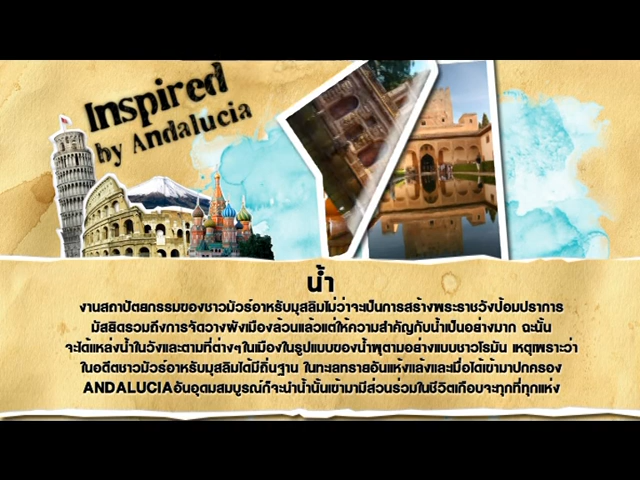 Inspired
by Andalucia
น้ำ
งานสถาปัตยกรรมของชาวมัวร์อาหรับมุสลิมไม่ว่าจะเป็นการสร้างพระราชวังป้อมปราการ
มัสยิดรวมถึงการจัดวางผังเมืองล้วนแล้วแต่ให้ความสำคัญกับน้ำเป็นอย่างมาก ฉะนั้น
จะได้แหล่งน้ำในวังและตามที่ต่างๆในเมืองในรูปแบบของน้ำพุตามอย่างแบบชาวโรมัน เหตุเพราะว่า
ในอดีตชาวมัวร์อาหรับมุสลิมได้มีถิ่นฐาน ในทะเลทรายอันแห้งแล้งและเมื่อได้เข้ามาปกครอง
ANDALUCIAอันอุดมสมบูรณ์ก็จะนำน้ำนั้นเข้ามามีส่วนร่วมในชีวิตเกือบจะทุกที่ทุกแห่ง